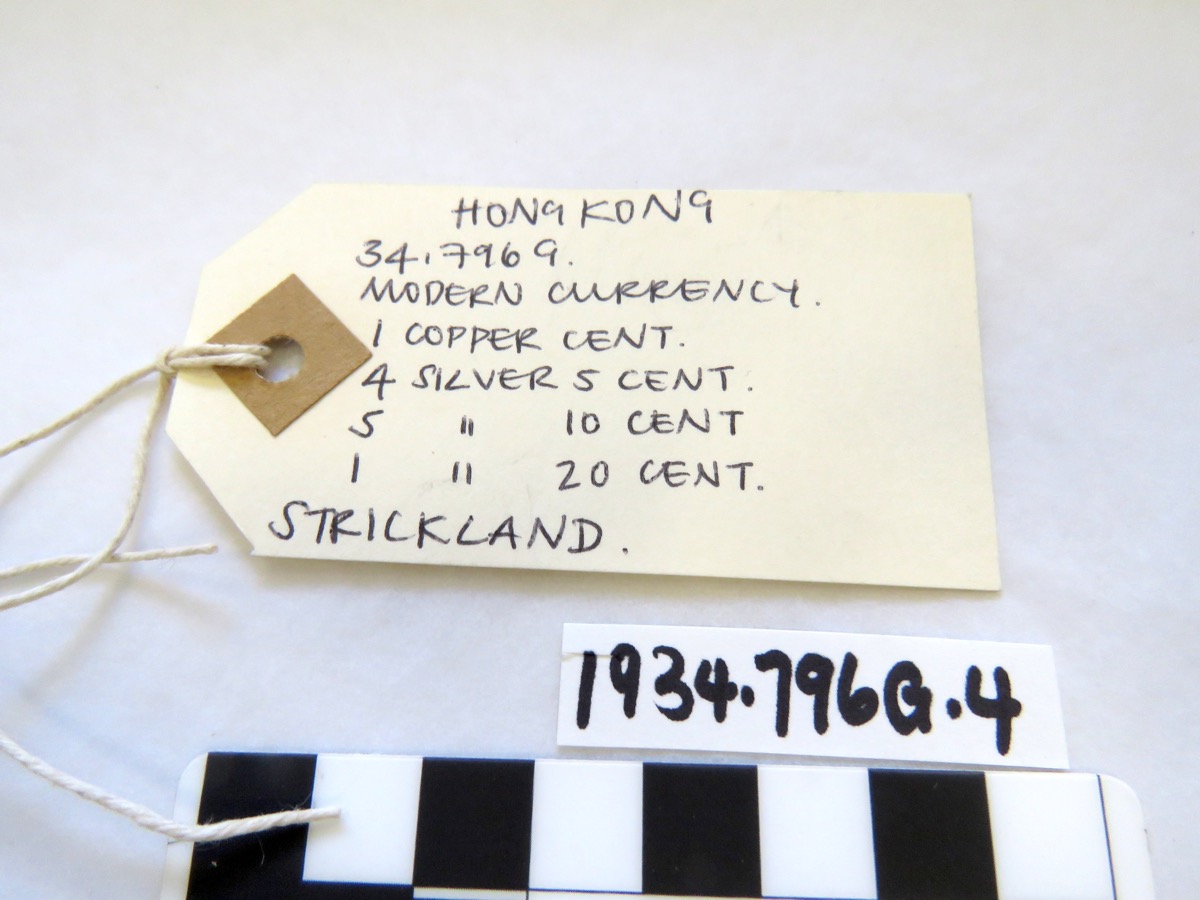 HONG KONG
34.796G.
MODERN CURRENCY.
1 COPPER CENT.
4 SILVER 5 CENT.
5 " 10 CENT
1 " 20 CENT.
STRICKLAND.
1934.796G.4